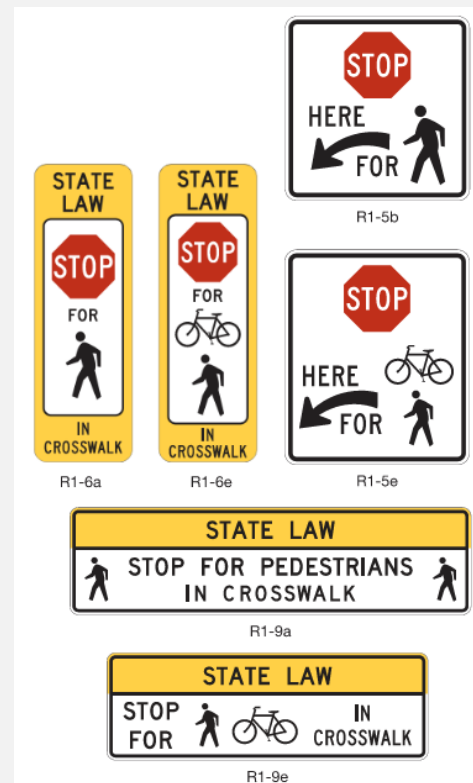 STOP
HERE
FOR
R1-5b
STATE
LAW
STOP
FOR
IN
CROSSWALK
R1-6a
STATE
LAW
STOP
FOR
IN
CROSSWALK
R1-6e
STOP
HERE
FOR
R1-5e
STATE LAW
STOP FOR PEDESTRIANS
IN CROSSWALK
R1-9a
STATE LAW
STOP
FOR
IN
CROSSWALK
R1-9e